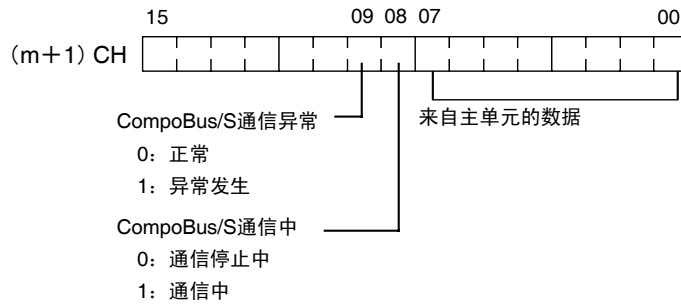 15 09 08 07 00
(m+1) CH
CompoBus/S通信异常
来自主单元的数据
0：正常
1：异常发生
CompoBus/S通信中
0：通信停止中
1：通信中